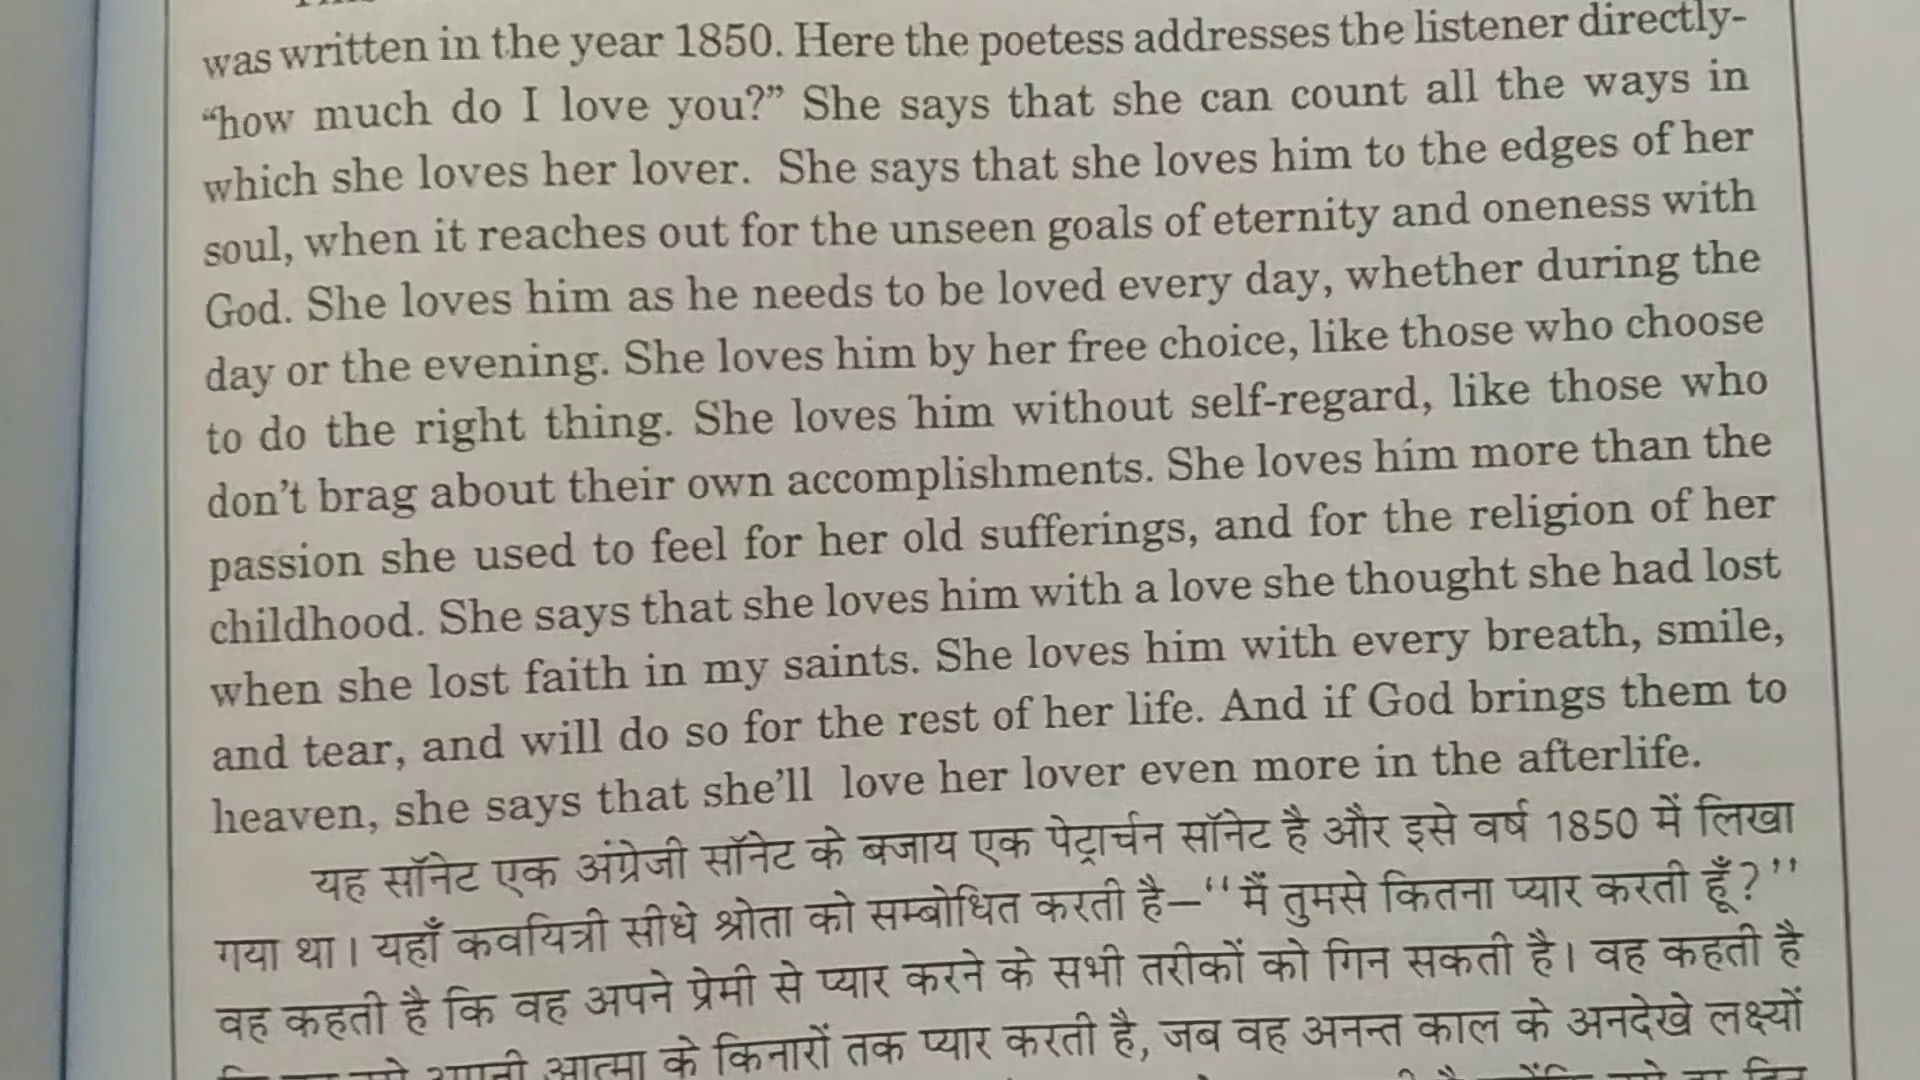 was written in the year 1850. Here the poetess addresses the listener directly-
“how much do I love you?” She says that she can count all the ways in
which she loves her lover. She says that she loves him to the edges of her
soul, when it reaches out for the unseen goals of eternity and oneness with
God. She loves him as he needs to be loved every day, whether during the
day or the evening. She loves him by her free choice, like those who choose
to do the right thing. She loves him without self-regard, like those who
don’t brag about their own accomplishments. She loves him more than the
passion she used to feel for her old sufferings, and for the religion of her
childhood. She says that she loves him with a love she thought she had lost
when she lost faith in my saints. She loves him with every breath, smile,
and tear, and will do so for the rest of her life. And if God brings them to
heaven, she says that she’ll love her lover even more in the afterlife.
यह सॉनेट एक अंग्रेजी सॉनेट के बजाय एक पेट्रार्चन सॉनेट है और इसे वर्ष 1850 में लिखा
गया था। यहाँ कवयित्री सीधे श्रोता को सम्बोधित करती है–‘‘मैं तुमसे कितना प्यार करती हूँ?’’
वह कहती है कि वह अपने प्रेमी से प्यार करने के सभी तरीकों को गिन सकती है। वह कहती है
आत्मा के किनारों तक प्यार करती है, जब वह अनन्त काल के अनदेखे लक्ष्यों